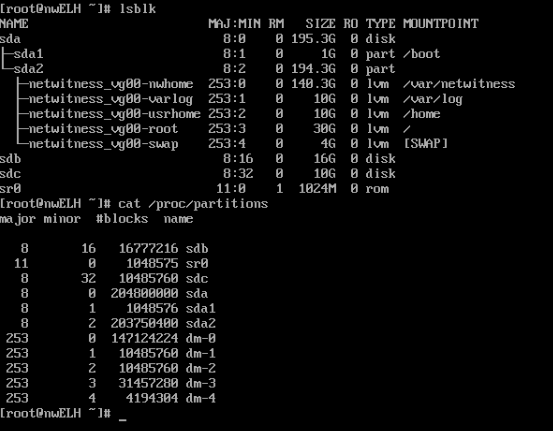 [root@nwELH ~]# lsblk
NAME                        MAJ:MIN RM   SIZE RO TYPE MOUNTPOINT
sda                           8:0    0 195.3G  0 disk
├─sda1                        8:1    0     1G  0 part /boot
└─sda2                        8:2    0 194.3G  0 part
  ├─netwitness_vg00-nwhome  253:0    0 140.3G  0 lvm  /var/netwitness
  ├─netwitness_vg00-varlog  253:1    0    10G  0 lvm  /var/log
  ├─netwitness_vg00-usrhome 253:2    0    10G  0 lvm  /home
  ├─netwitness_vg00-root    253:3    0    30G  0 lvm  /
  └─netwitness_vg00-swap    253:4    0     4G  0 lvm  [SWAP]
sdb                           8:16   0    16G  0 disk
sdc                           8:32   0    10G  0 disk
sr0                          11:0    1  1024M  0 rom
[root@nwELH ~]# cat /proc/partitions
major minor  #blocks  name
   8       16   16777216 sdb
  11        0    1048575 sr0
   8       32   10485760 sdc
   8        0  204800000 sda
   8        1    1048576 sda1
   8        2  203750400 sda2
 253        0  147124224 dm-0
 253        1   10485760 dm-1
 253        2   10485760 dm-2
 253        3   31457280 dm-3
 253        4    4194304 dm-4
[root@nwELH ~]# _